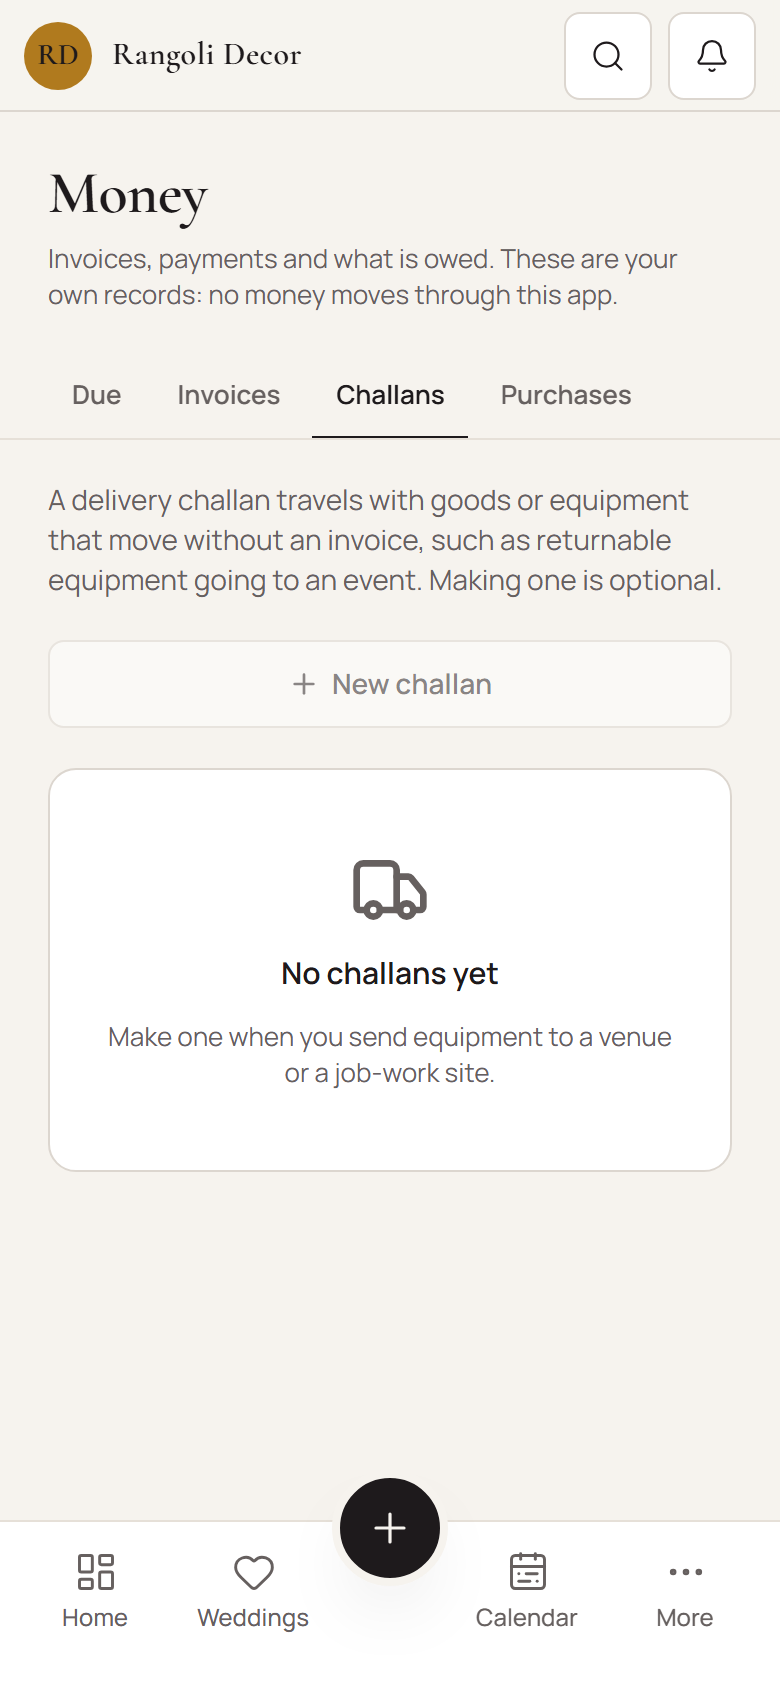 RD Rangoli Decor
Money
Invoices, payments and what is owed. These are your
own records: no money moves through this app.
Due Invoices Challans Purchases
A delivery challan travels with goods or equipment
that move without an invoice, such as returnable
equipment going to an event. Making one is optional.
New challan
No challans yet
Make one when you send equipment to a venue
or a job-work site.
Home Weddings Calendar More